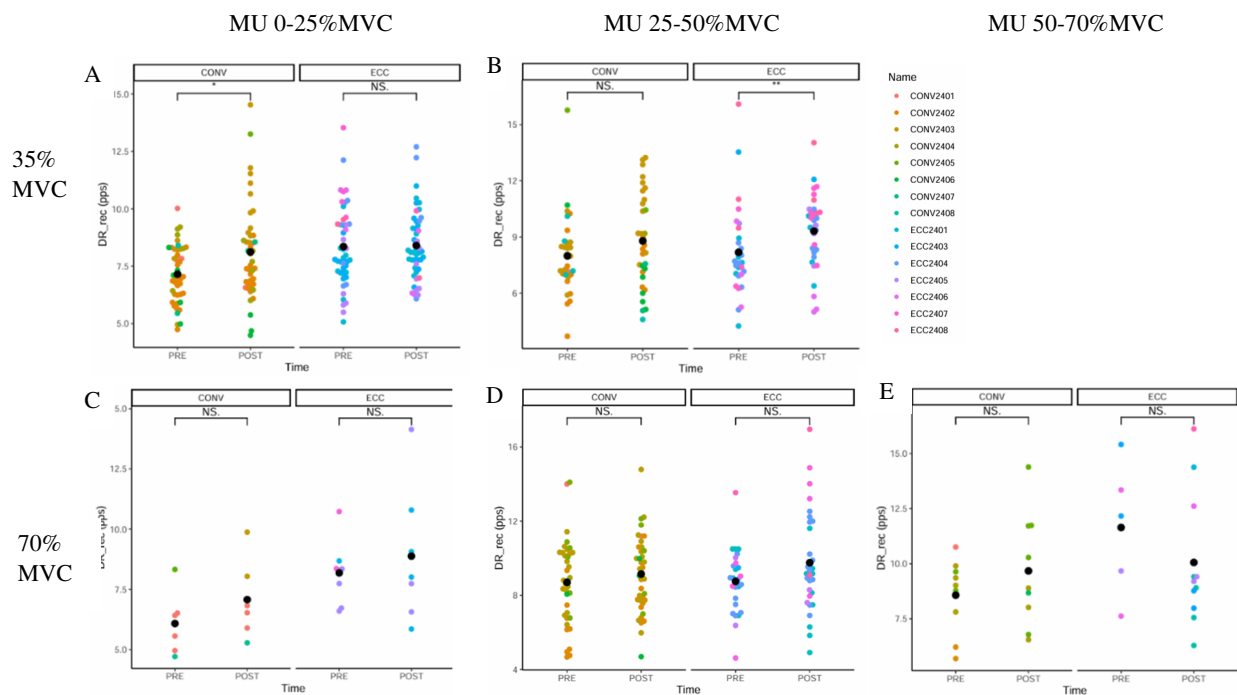 MU 0-25%MVC
MU 25-50%MVC
MU 50-70%MVC
35%
MVC
A
CONV
ECC
*
NS.
15.0
12.5
10.0
7.5
5.0
DR_rec (pps)
PRE
POST
PRE
POST
Time
B
CONV
ECC
NS.
**
15
12
9
6
DR_rec (pps)
PRE
POST
PRE
POST
Time
Name
CONV2401
CONV2402
CONV2403
CONV2404
CONV2405
CONV2406
CONV2407
CONV2408
ECC2401
ECC2403
ECC2404
ECC2405
ECC2406
ECC2407
ECC2408
70%
MVC
C
CONV
ECC
NS.
NS.
5.0
12.5
10.0
7.5
5.0
DR_rec (pps)
PRE
POST
PRE
POST
Time
D
CONV
ECC
NS.
NS.
16
12
8
4
DR_rec (pps)
PRE
POST
PRE
POST
Time
E
CONV
ECC
NS.
NS.
15.0
12.5
10.0
7.5
DR_rec (pps)
PRE
POST
PRE
POST
Time